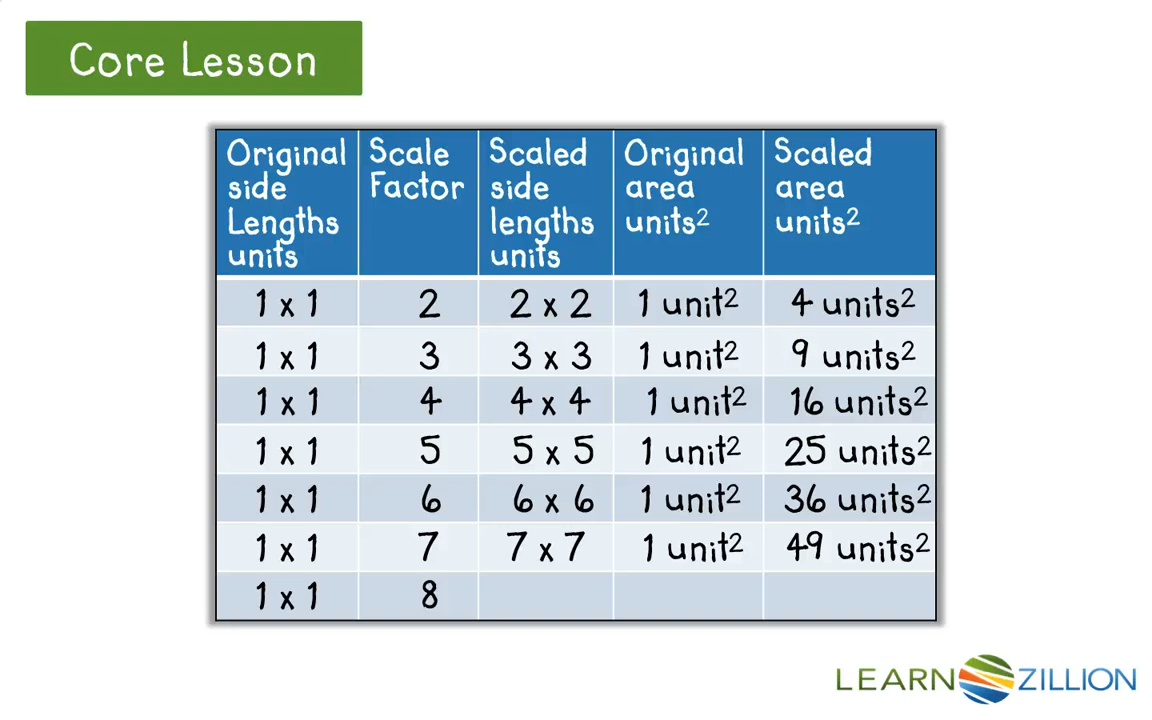 Core Lesson
Original side Lengths units | Scale Factor | Scaled side lengths units | Original area units² | Scaled area units²
1 x 1 | 2 | 2 x 2 | 1 unit² | 4 units²
1 x 1 | 3 | 3 x 3 | 1 unit² | 9 units²
1 x 1 | 4 | 4 x 4 | 1 unit² | 16 units²
1 x 1 | 5 | 5 x 5 | 1 unit² | 25 units²
1 x 1 | 6 | 6 x 6 | 1 unit² | 36 units²
1 x 1 | 7 | 7 x 7 | 1 unit² | 49 units²
1 x 1 | 8
LEARN ZILLION